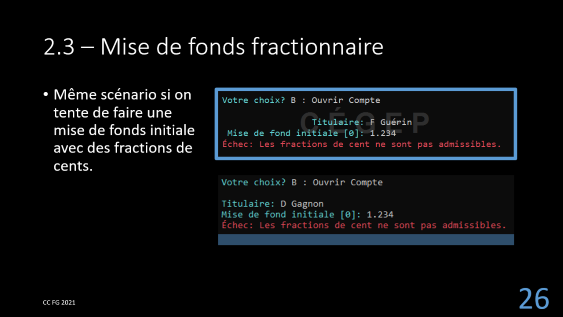 2.3 – Mise de fonds fractionnaire
• Même scénario si on
tente de faire une
mise de fonds initiale
avec des fractions de
cents.
Votre choix? B : Ouvrir Compte
CÉGEP
Titulaire: F Guérin
Mise de fond initiale [0]: 1.234
Échec: Les fractions de cent ne sont pas admissibles.
Votre choix? B : Ouvrir Compte
Titulaire: D Gagnon
Mise de fond initiale [0]: 1.234
Échec: Les fractions de cent ne sont pas admissibles.
CC FG 2021
26